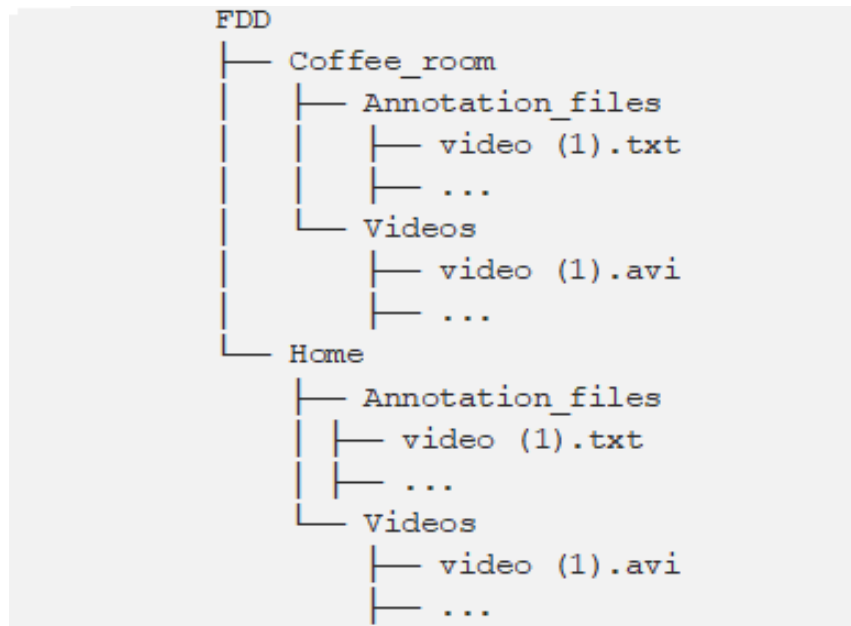 FDD
├── Coffee_room
│   ├── Annotation_files
│   │   ├── video (1).txt
│   │   ├── ...
│   └── Videos
│       ├── video (1).avi
│       ├── ...
└── Home
    ├── Annotation_files
    │ ├── video (1).txt
    │ ├── ...
    └── Videos
        ├── video (1).avi
        ├── ...